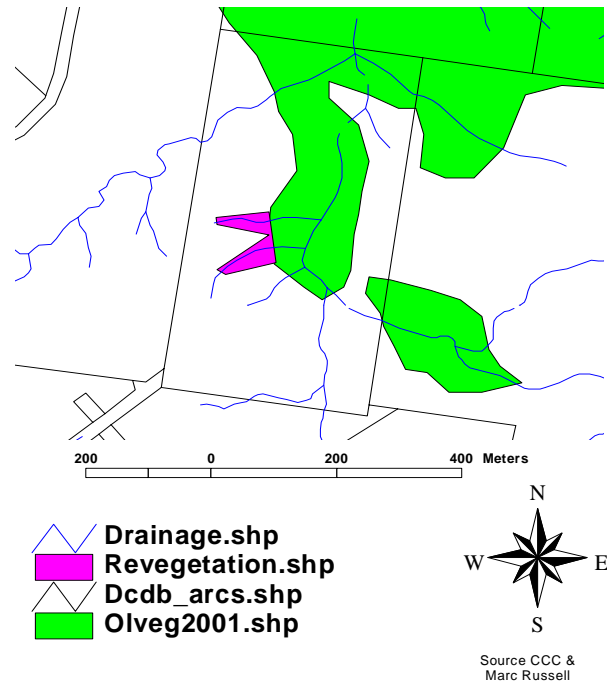 200 0 200 400 Meters
Drainage.shp
Revegetation.shp
Dcdb_arcs.shp
Olveg2001.shp
N
W E
S
Source CCC &
Marc Russell